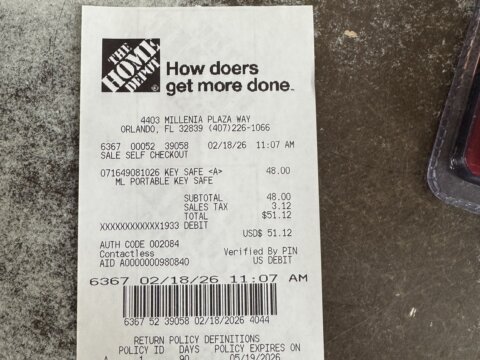 THE
HOME
DEPOT
How doers
get more done.
4403 MILLENIA PLAZA WAY
ORLANDO, FL 32839 (407)226-1066
6367 00052 39058 02/18/26 11:07 AM
SALE SELF CHECKOUT
071649081026 KEY SAFE <A> 48.00
ML PORTABLE KEY SAFE
SUBTOTAL 48.00
SALES TAX 3.12
TOTAL $51.12
XXXXXXXXXXXX1933 DEBIT
USD$ 51.12
AUTH CODE 002084
Contactless Verified By PIN
AID A0000000980840 US DEBIT
6367 02/18/26 11:07 AM
6367 52 39058 02/18/2026 4044
RETURN POLICY DEFINITIONS
POLICY ID DAYS POLICY EXPIRES ON
A 1 90 05/19/2026